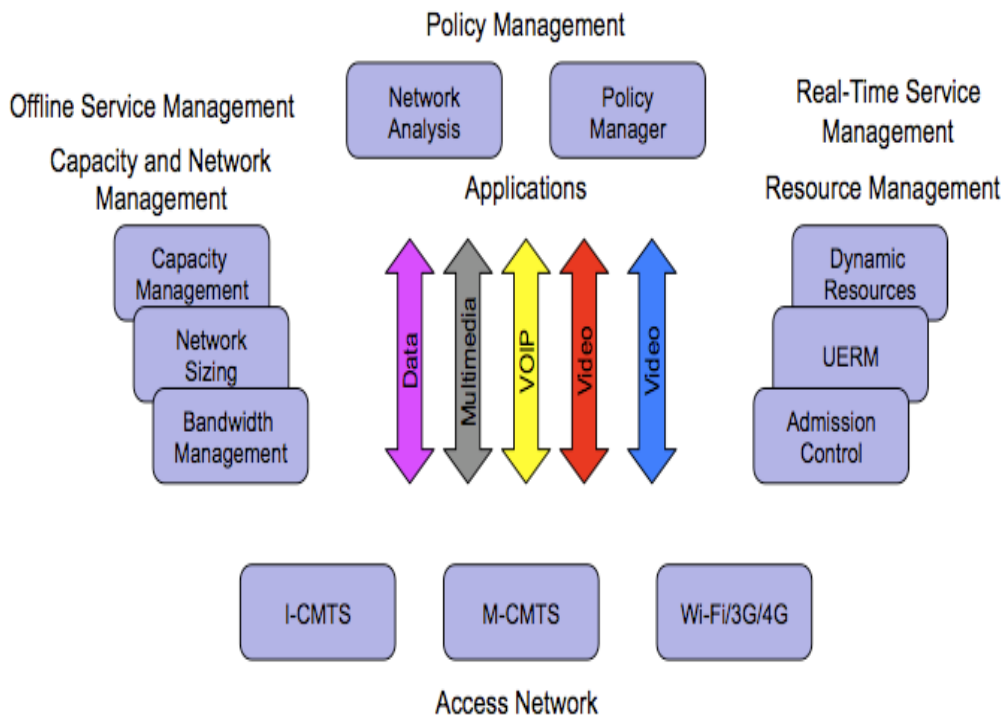 Policy Management
Network
Analysis
Policy
Manager
Offline Service Management
Real-Time Service
Management
Capacity and Network
Management
Applications
Resource Management
Capacity
Management
Network
Sizing
Bandwidth
Management
Data
Multimedia
VOIP
Video
Video
Dynamic
Resources
UERM
Admission
Control
I-CMTS
M-CMTS
Wi-Fi/3G/4G
Access Network